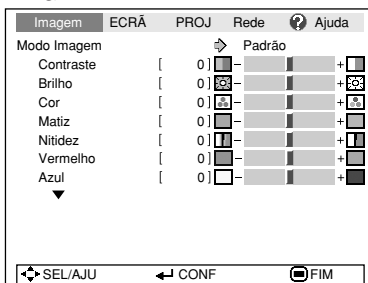 Imagem ECRÃ PROJ Rede ? Ajuda
Modo Imagem Padrão
Contraste [ 0 ] - +
Brilho [ 0 ] - +
Cor [ 0 ] - +
Matiz [ 0 ] - +
Nitidez [ 0 ] - +
Vermelho [ 0 ] - +
Azul [ 0 ] - +
SEL/AJU CONF FIM